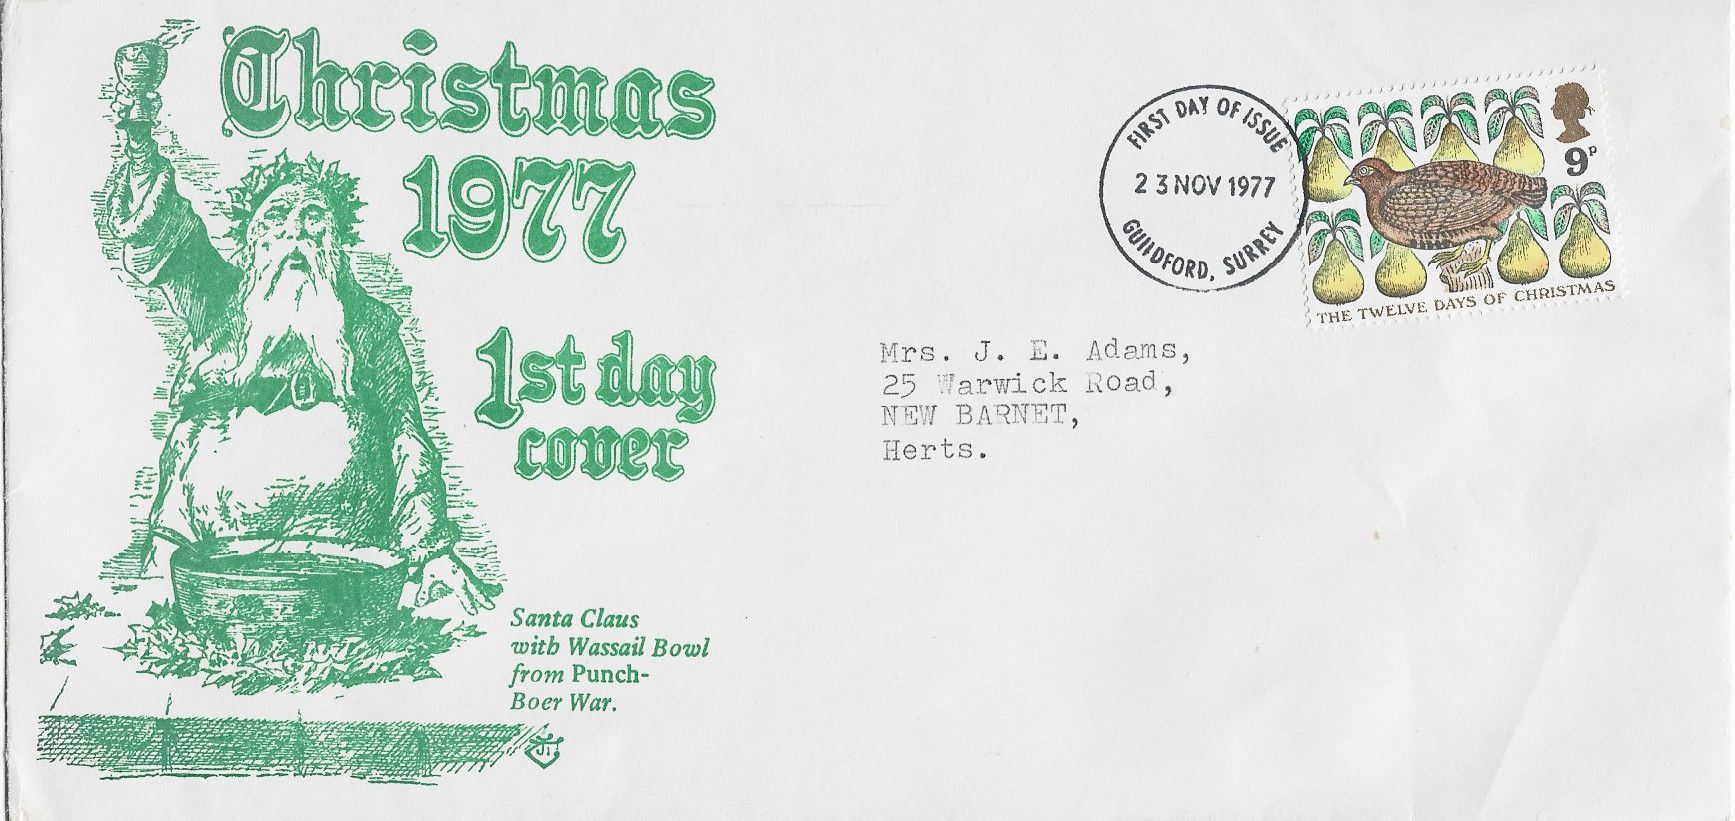 Christmas
1977
1st day
cover
Santa Claus
with Wassail Bowl
from Punch-
Boer War.
FIRST DAY OF ISSUE
23 NOV 1977
GUILDFORD, SURREY
9P
THE TWELVE DAYS OF CHRISTMAS
Mrs. J. E. Adams,
25 Warwick Road,
NEW BARNET,
Herts.